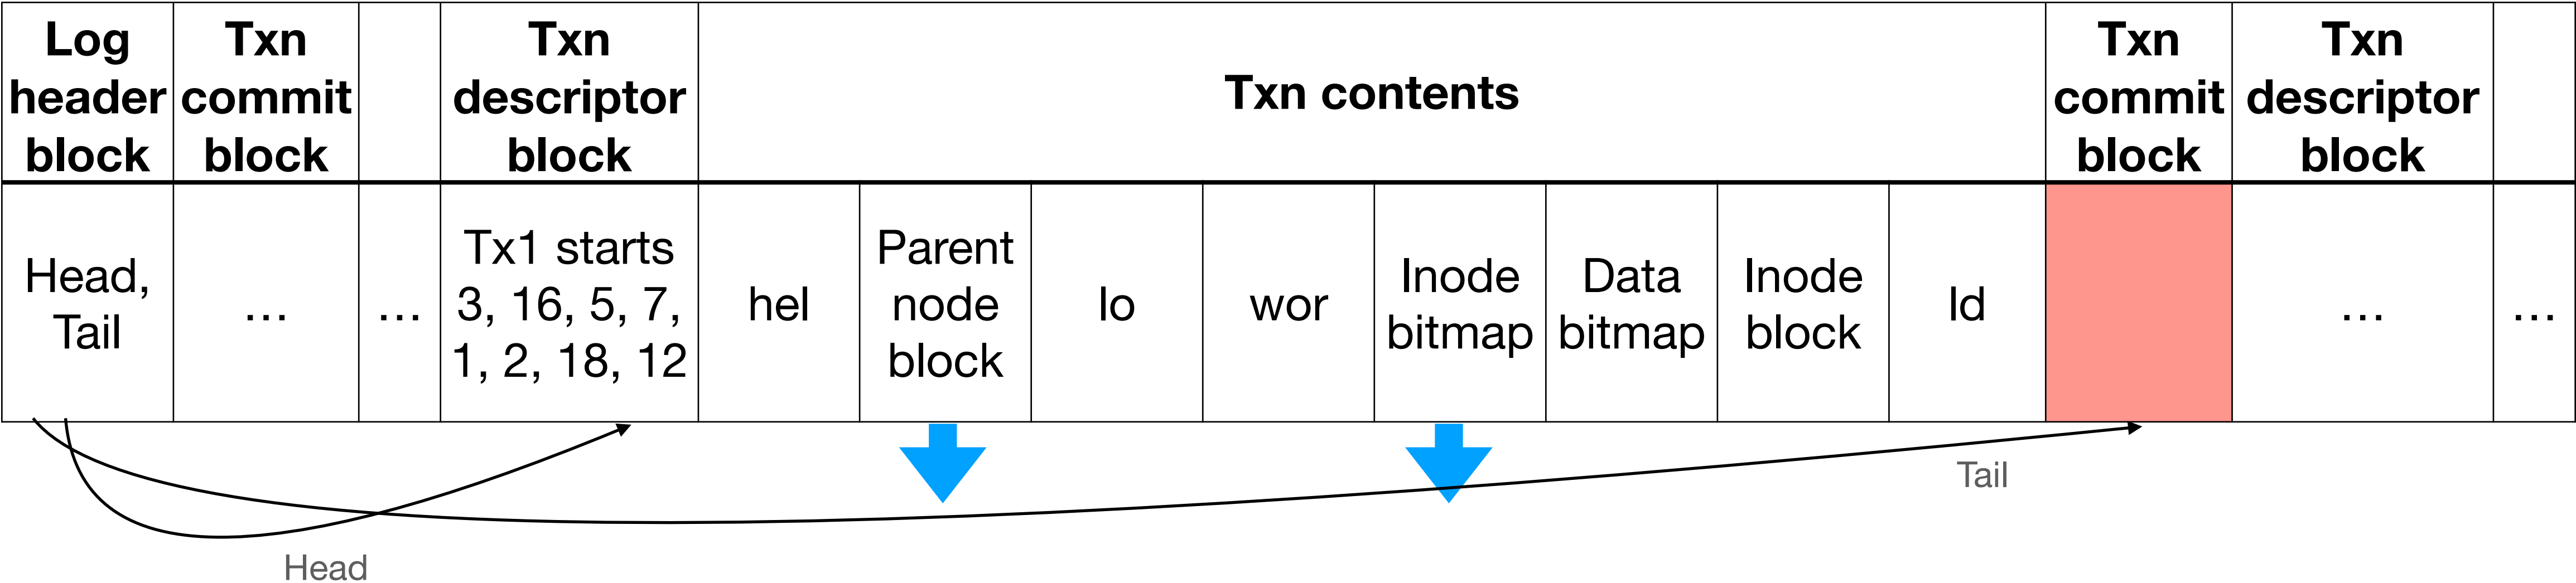 Log
header
block
Txn
commit
block
Txn
descriptor
block
Txn contents
Txn
commit
block
Txn
descriptor
block
Head,
Tail
...
...
Tx1 starts
3, 16, 5, 7,
1, 2, 18, 12
hel
Parent
node
block
lo
wor
Inode
bitmap
Data
bitmap
Inode
block
ld
...
...
Tail
Head